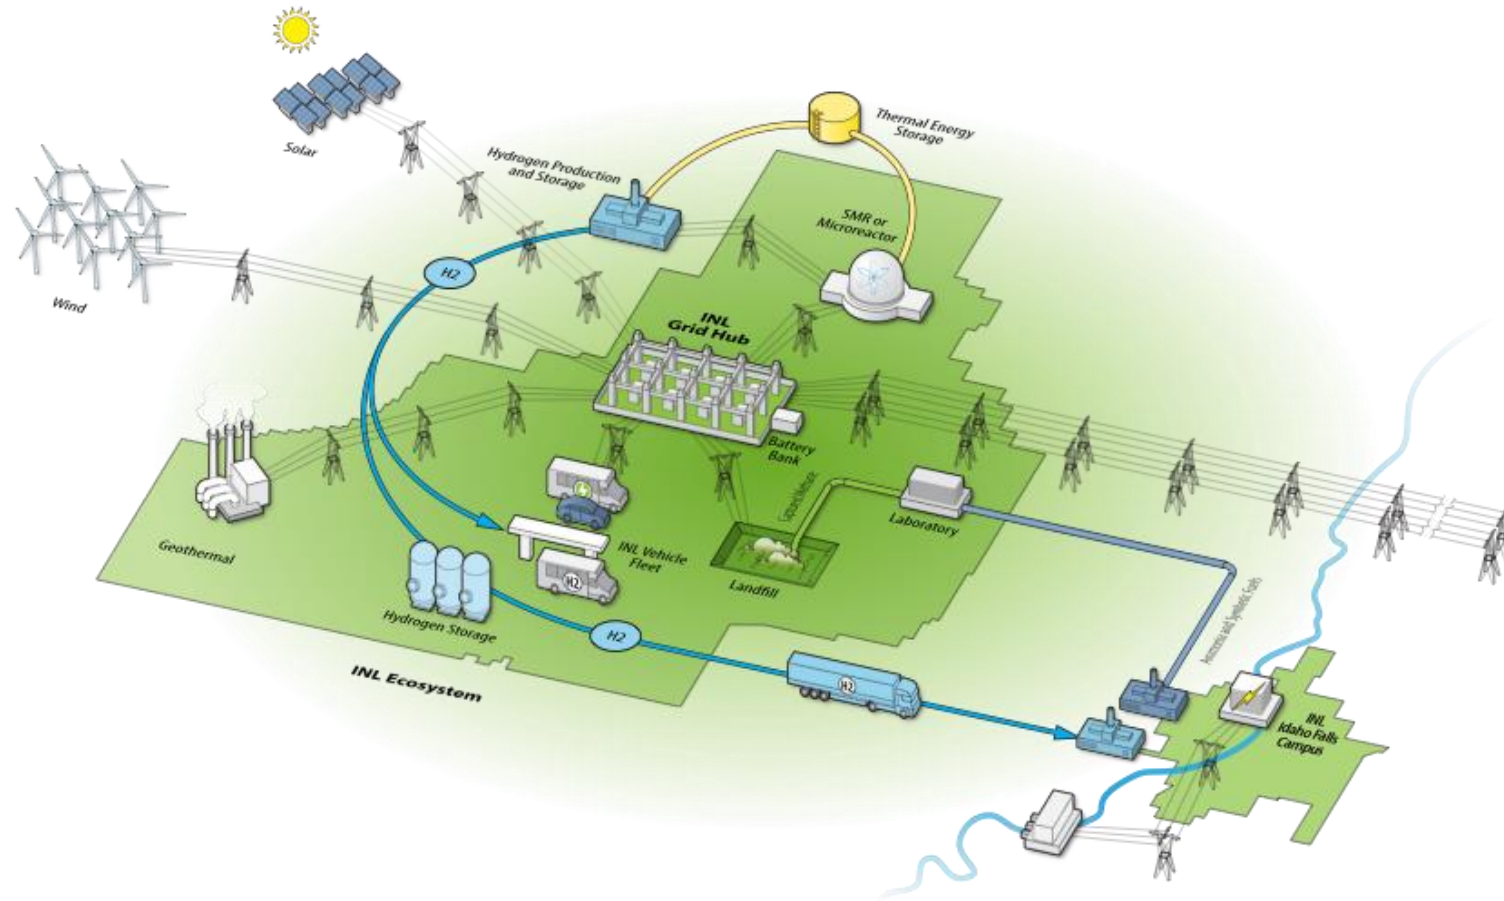 Solar
Thermal Energy
Storage
Hydrogen Production
and Storage
SMR or
Microreactor
H2
Wind
INL
Grid Hub
Battery
Bank
Laboratory
Geothermal
INL Vehicle
Fleet
H2
Landfill
Hydrogen Storage
H2
H2
INL Ecosystem
INL
Idaho Falls
Campus